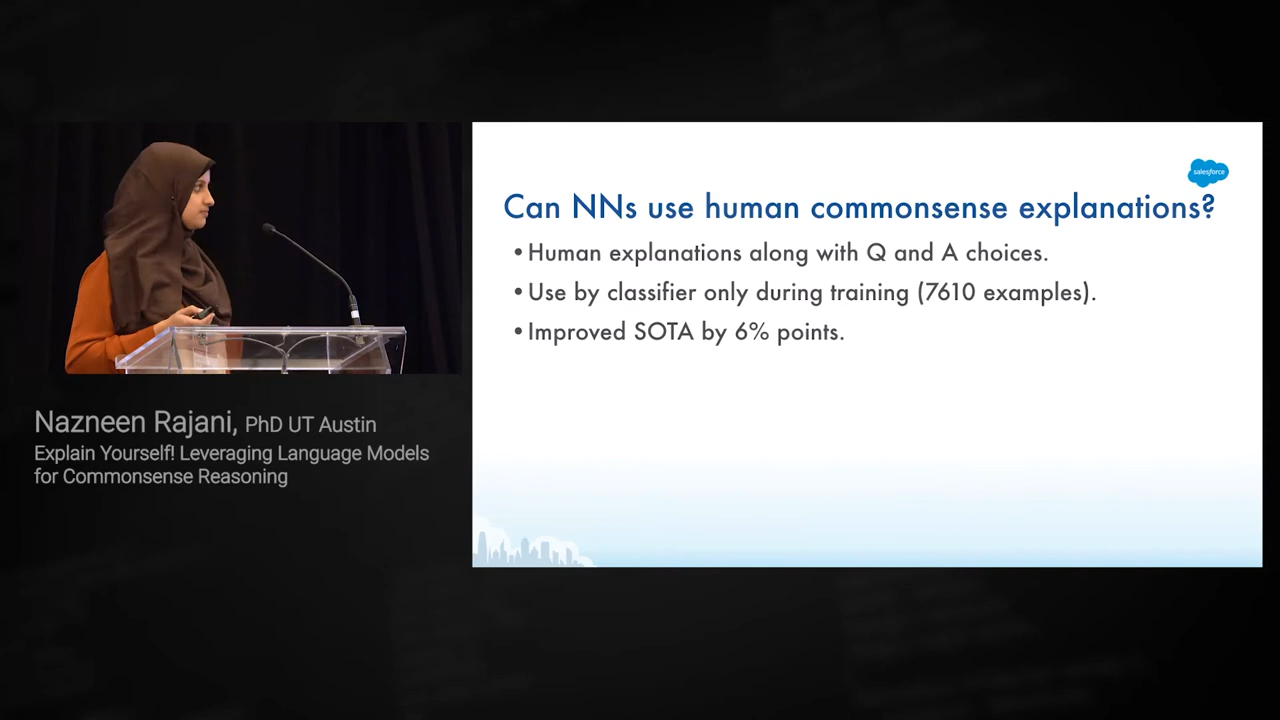 salesforce
Can NNs use human commonsense explanations?
•Human explanations along with Q and A choices.
•Use by classifier only during training (7610 examples).
•Improved SOTA by 6% points.
Nazneen Rajani, PhD UT Austin
Explain Yourself! Leveraging Language Models
for Commonsense Reasoning